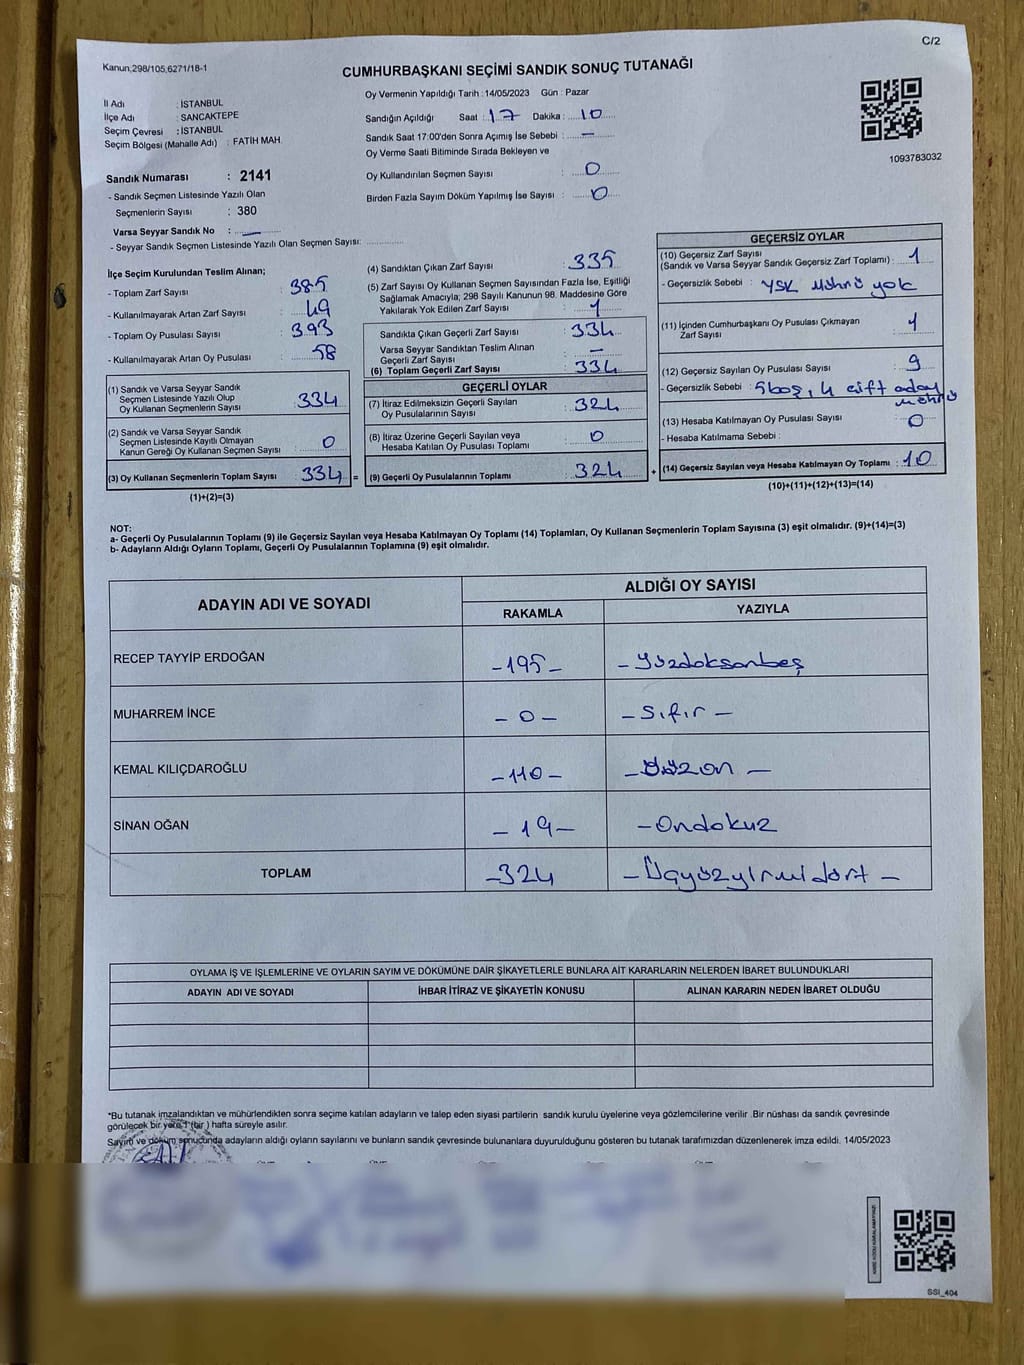 C/2
Kanun:298/105,6271/18-1
CUMHURBAŞKANI SEÇİMİ SANDIK SONUÇ TUTANAĞI
Oy Vermenin Yapıldığı Tarih : 14/05/2023 Gün : Pazar
İl Adı : İSTANBUL
İlçe Adı : SANCAKTEPE
Seçim Çevresi : İSTANBUL
Seçim Bölgesi (Mahalle Adı) : FATİH MAH.
Sandık Numarası : 2141
- Sandık Seçmen Listesinde Yazılı Olan
Seçmenlerin Sayısı : 380
Varsa Seyyar Sandık No : —
- Seyyar Sandık Seçmen Listesinde Yazılı Olan Seçmen Sayısı:
Sandığın Açıldığı Saat : 17 Dakika : 10
Sandık Saat 17:00'den Sonra Açımış İse Sebebi : —
Oy Verme Saati Bitiminde Sırada Bekleyen ve
Oy Kullandırılan Seçmen Sayısı : 0
Birden Fazla Sayım Döküm Yapılmış İse Sayısı : 0
1093783032
İlçe Seçim Kurulundan Teslim Alınan;
- Toplam Zarf Sayısı : 385
- Kullanılmayarak Artan Zarf Sayısı : 49
- Toplam Oy Pusulası Sayısı : 393
- Kullanılmayarak Artan Oy Pusulası : 58
(1) Sandık ve Varsa Seyyar Sandık
Seçmen Listesinde Yazılı Olup
Oy Kullanan Seçmenlerin Sayısı : 334
(2) Sandık ve Varsa Seyyar Sandık
Seçmen Listesinde Kayıtlı Olmayan
Kanun Gereği Oy Kullanan Seçmen Sayısı : 0
(3) Oy Kullanan Seçmenlerin Toplam Sayısı : 334 =
(1)+(2)=(3)
(4) Sandıktan Çıkan Zarf Sayısı : 335
(5) Zarf Sayısı Oy Kullanan Seçmen Sayısından Fazla İse, Eşitliği
Sağlamak Amacıyla; 298 Sayılı Kanunun 98. Maddesine Göre
Yakılarak Yok Edilen Zarf Sayısı : 1
Sandıkta Çıkan Geçerli Zarf Sayısı : 334
Varsa Seyyar Sandıktan Teslim Alınan
Geçerli Zarf Sayısı : —
(6) Toplam Geçerli Zarf Sayısı : 334
GEÇERLİ OYLAR
(7) İtiraz Edilmeksizin Geçerli Sayılan
Oy Pusulalarının Sayısı : 324
(8) İtiraz Üzerine Geçerli Sayılan veya
Hesaba Katılan Oy Pusulası Toplamı : 0
(9) Geçerli Oy Pusulalarının Toplamı : 324 +
GEÇERSİZ OYLAR
(10) Geçersiz Zarf Sayısı
(Sandık ve Varsa Seyyar Sandık Geçersiz Zarf Toplamı) : 1
- Geçersizlik Sebebi : YSK Mührü yok
(11) İçinden Cumhurbaşkanı Oy Pusulası Çıkmayan
Zarf Sayısı : 1
(12) Geçersiz Sayılan Oy Pusulası Sayısı : 9
- Geçersizlik Sebebi : 5 boş, 4 çift aday
mührü
(13) Hesaba Katılmayan Oy Pusulası Sayısı : 0
- Hesaba Katılmama Sebebi :
(14) Geçersiz Sayılan veya Hesaba Katılmayan Oy Toplamı : 10
(10)+(11)+(12)+(13)=(14)
NOT:
a- Geçerli Oy Pusulalarının Toplamı (9) ile Geçersiz Sayılan veya Hesaba Katılmayan Oy Toplamı (14) Toplamları, Oy Kullanan Seçmenlerin Toplam Sayısına (3) eşit olmalıdır. (9)+(14)=(3)
b- Adayların Aldığı Oyların Toplamı, Geçerli Oy Pusulalarının Toplamına (9) eşit olmalıdır.
ADAYIN ADI VE SOYADI ALDIĞI OY SAYISI
RAKAMLA YAZIYLA
RECEP TAYYİP ERDOĞAN -195- -Yüzdoksanbeş
MUHARREM İNCE -0- -Sıfır-
KEMAL KILIÇDAROĞLU -110- -Yüzon-
SİNAN OĞAN -19- -Ondokuz
TOPLAM -324 -Üçyüzyirmidört-
OYLAMA İŞ VE İŞLEMLERİNE VE OYLARIN SAYIM VE DÖKÜMÜNE DAİR ŞİKAYETLERLE BUNLARA AİT KARARLARIN NELERDEN İBARET BULUNDUKLARI
ADAYIN ADI VE SOYADI İHBAR İTİRAZ VE ŞİKAYETİN KONUSU ALINAN KARARIN NEDEN İBARET OLDUĞU
*Bu tutanak imzalandıktan ve mühürlendikten sonra seçime katılan adayların ve talep eden siyasi partilerin sandık kurulu üyelerine veya gözlemcilerine verilir .Bir nüshası da sandık çevresinde
görülecek bir yere 1 (bir ) hafta süreyle asılır.
Sayım ve döküm sonucunda adayların aldığı oyların sayılarını ve bunların sandık çevresinde bulunanlara duyurulduğunu gösteren bu tutanak tarafımızdan düzenlenerek imza edildi. 14/05/2023
KARE KODU KARALAMAYINIZ!
SSİ_404